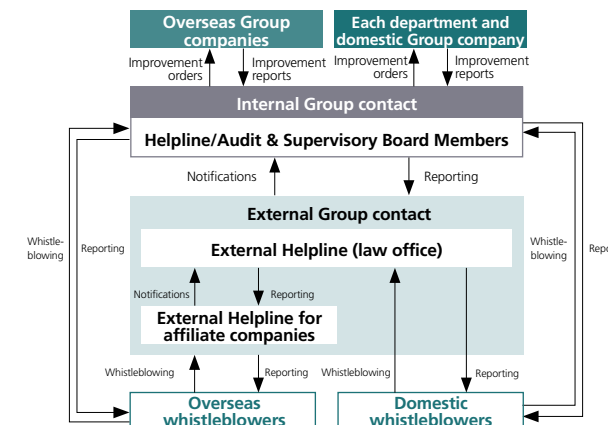 Overseas Group
companies
Each department and
domestic Group company
Improvement
orders
Improvement
reports
Improvement
orders
Improvement
reports
Internal Group contact
Helpline/Audit & Supervisory Board Members
Notifications
Reporting
External Group contact
External Helpline (law office)
Whistle-
blowing
Reporting
Whistle-
blowing
Repo
Notifications
Reporting
External Helpline for
affiliate companies
Whistleblowing
Reporting
Whistleblowing
Reporting
Overseas
whistleblowers
Domestic
whistleblowers